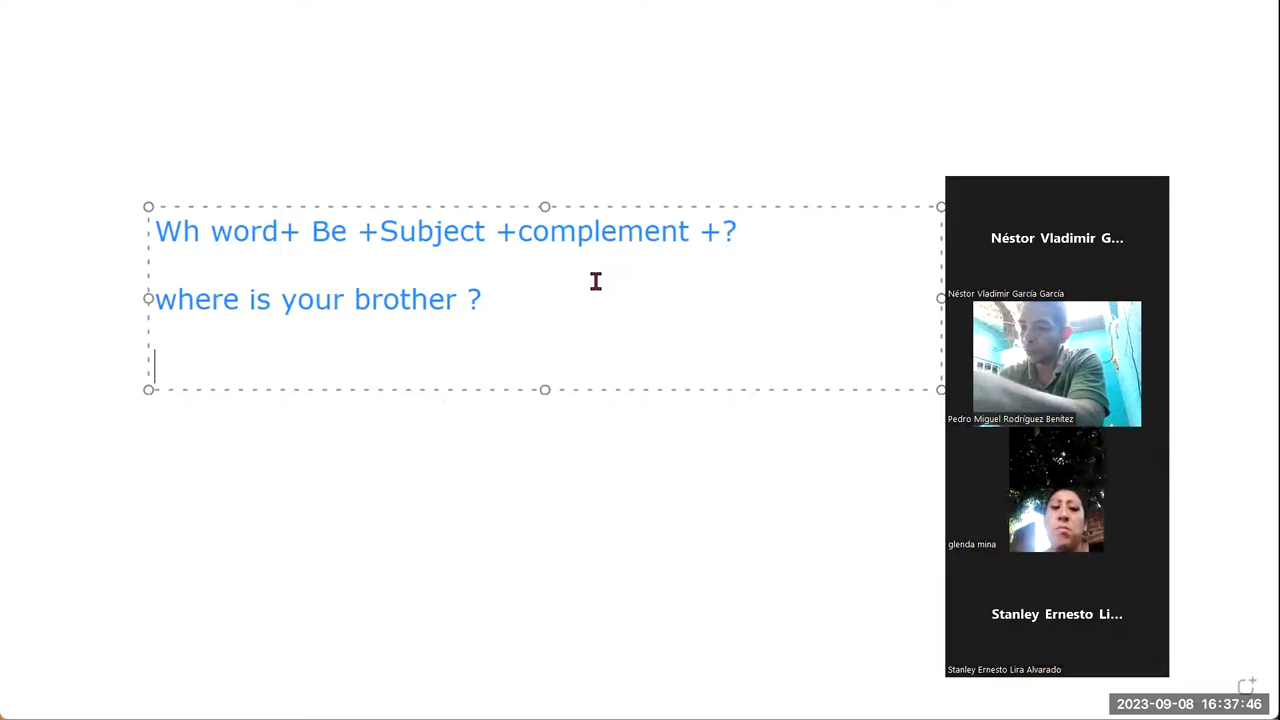 Wh word+ Be +Subject +complement +?
where is your brother ?
Néstor Vladimir G...
Néstor Vladimir García García
Pedro Miguel Rodríguez Benítez
glenda mina
Stanley Ernesto Li...
Stanley Ernesto Lira Alvarado
2023-09-08 16:37:46